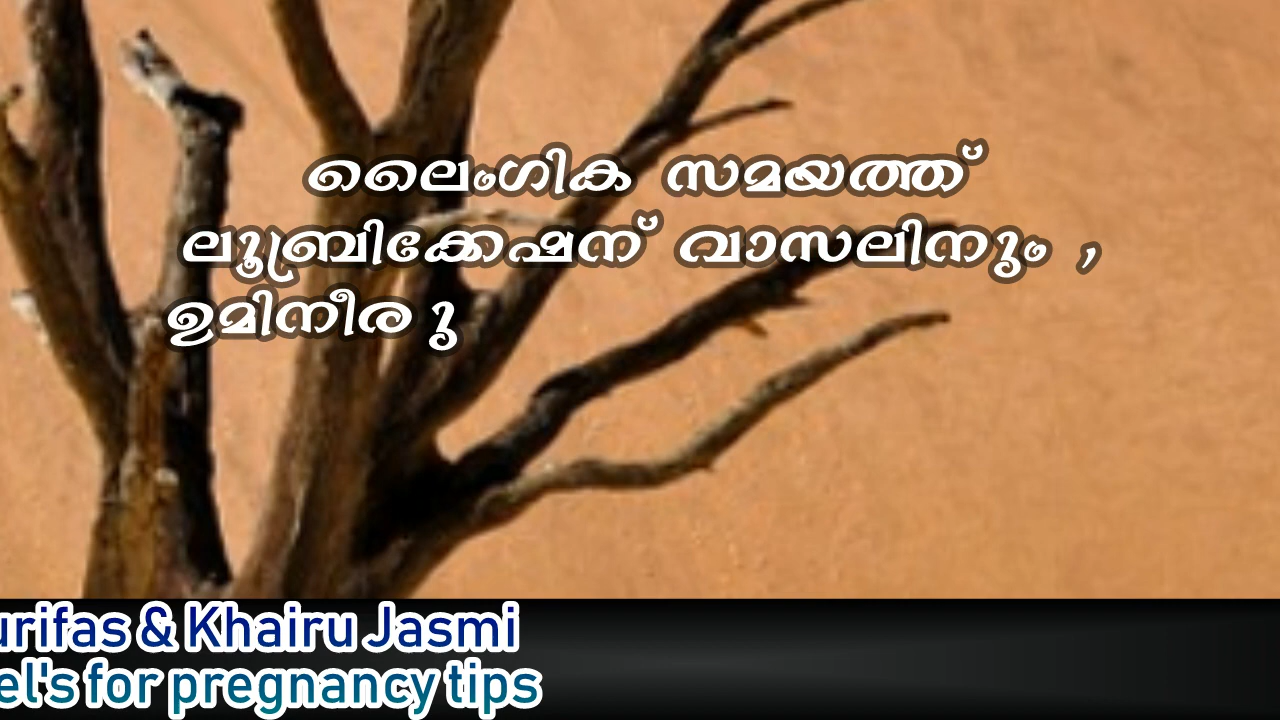 ലൈംഗിക സമയത്ത്
ലൂബ്രിക്കേഷന് വാസലിനും ,
ഉമിനീര ു
urifas & Khairu Jasmi
el's for pregnancy tips